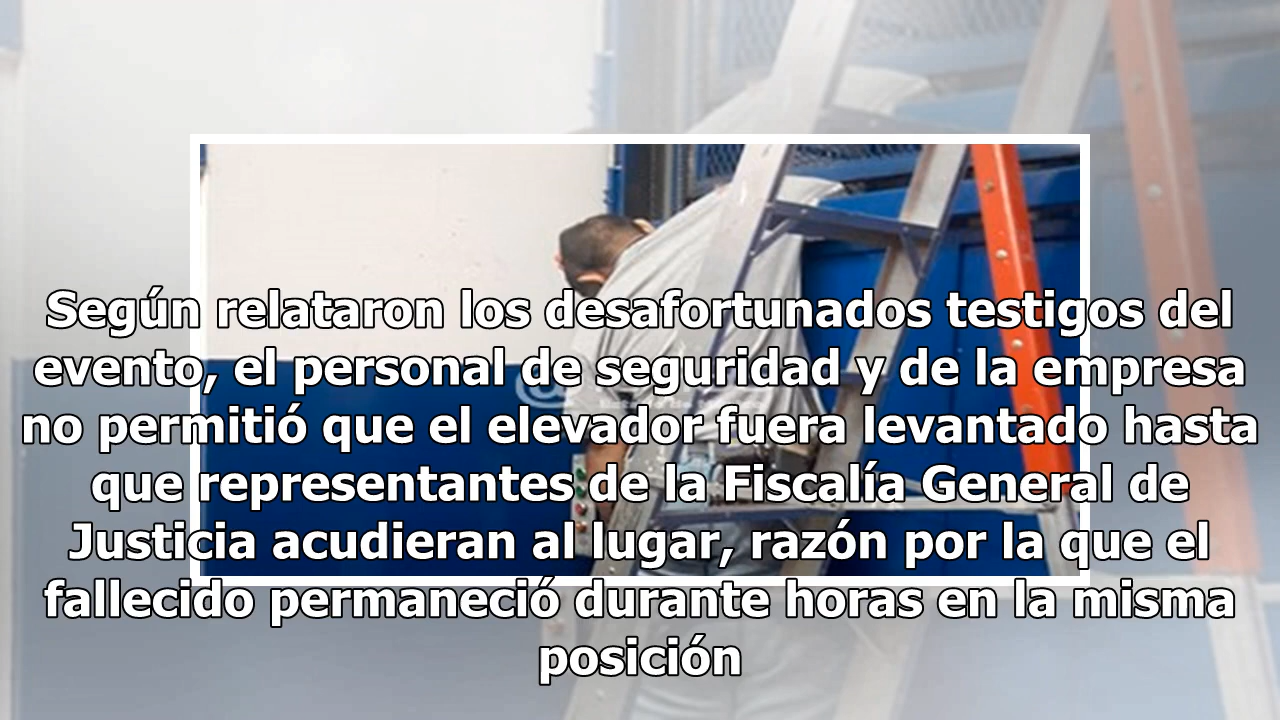 Según relataron los desafortunados testigos del
evento, el personal de seguridad y de la empresa
no permitió que el elevador fuera levantado hasta
que representantes de la Fiscalía General de
Justicia acudieran al lugar, razón por la que el
fallecido permaneció durante horas en la misma
posición